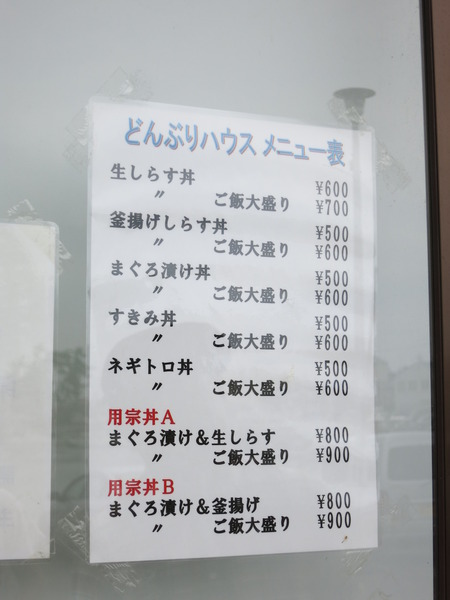 どんぶりハウス メニュー表
生しらす丼 ¥600
〃 ご飯大盛り ¥700
釜揚げしらす丼 ¥500
〃 ご飯大盛り ¥600
まぐろ漬け丼 ¥500
〃 ご飯大盛り ¥600
すきみ丼 ¥500
〃 ご飯大盛り ¥600
ネギトロ丼 ¥500
〃 ご飯大盛り ¥600
用宗丼A
まぐろ漬け&生しらす ¥800
〃 ご飯大盛り ¥900
用宗丼B
まぐろ漬け&釜揚げ ¥800
〃 ご飯大盛り ¥900